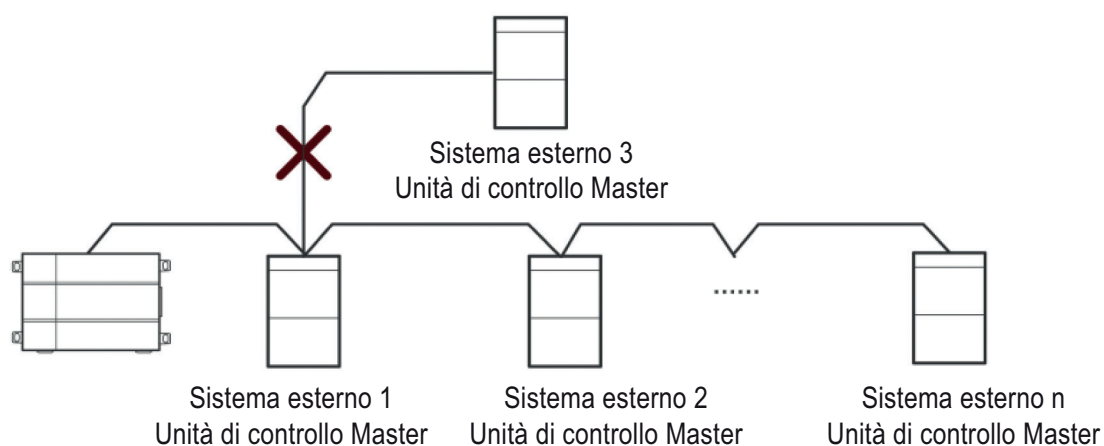 Sistema esterno 3
Unità di controllo Master
......
Sistema esterno 1
Unità di controllo Master
Sistema esterno 2
Unità di controllo Master
Sistema esterno n
Unità di controllo Master